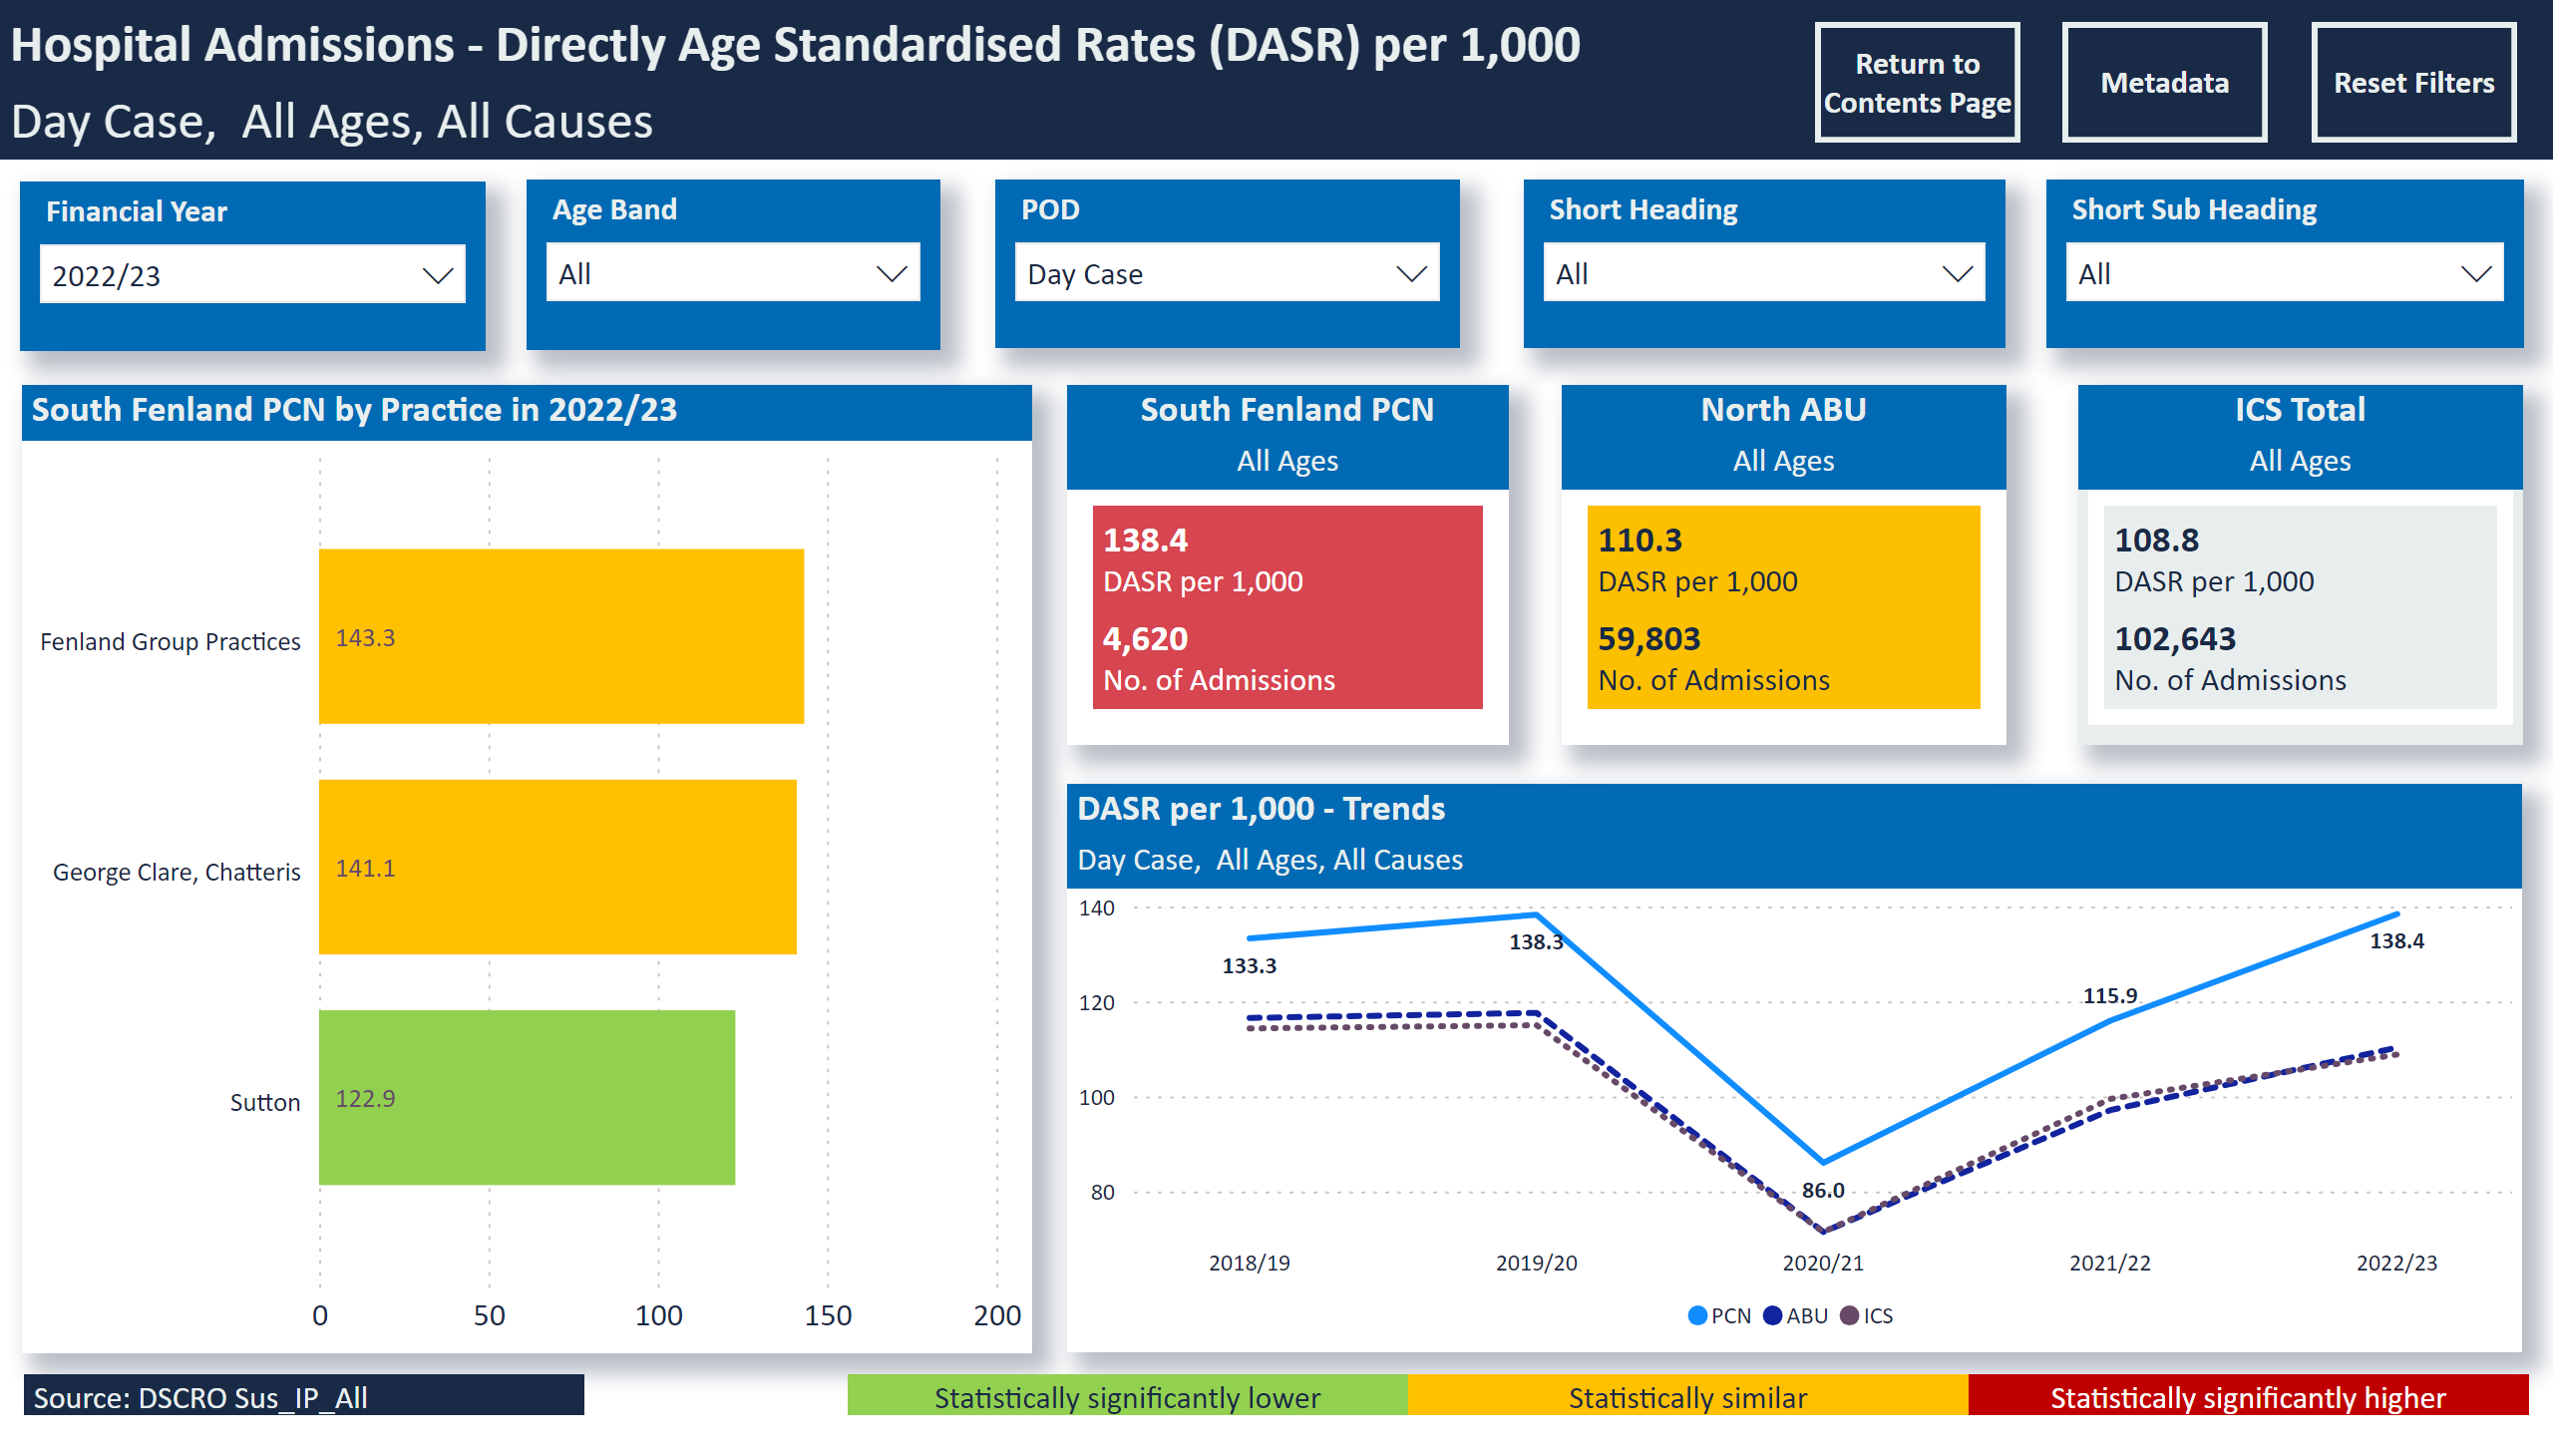 Hospital Admissions - Directly Age Standardised Rates (DASR) per 1,000
Day Case,  All Ages, All Causes
Return to
Contents Page
Metadata
Reset Filters
Financial Year
2022/23
Age Band
All
POD
Day Case
Short Heading
All
Short Sub Heading
All
South Fenland PCN by Practice in 2022/23
Fenland Group Practices
143.3
George Clare, Chatteris
141.1
Sutton
122.9
0
50
100
150
200
South Fenland PCN
All Ages
138.4
DASR per 1,000
4,620
No. of Admissions
North ABU
All Ages
110.3
DASR per 1,000
59,803
No. of Admissions
ICS Total
All Ages
108.8
DASR per 1,000
102,643
No. of Admissions
DASR per 1,000 - Trends
Day Case,  All Ages, All Causes
140
120
100
80
133.3
138.3
86.0
115.9
138.4
2018/19
2019/20
2020/21
2021/22
2022/23
PCN
ABU
ICS
Source: DSCRO Sus_IP_All
Statistically significantly lower
Statistically similar
Statistically significantly higher